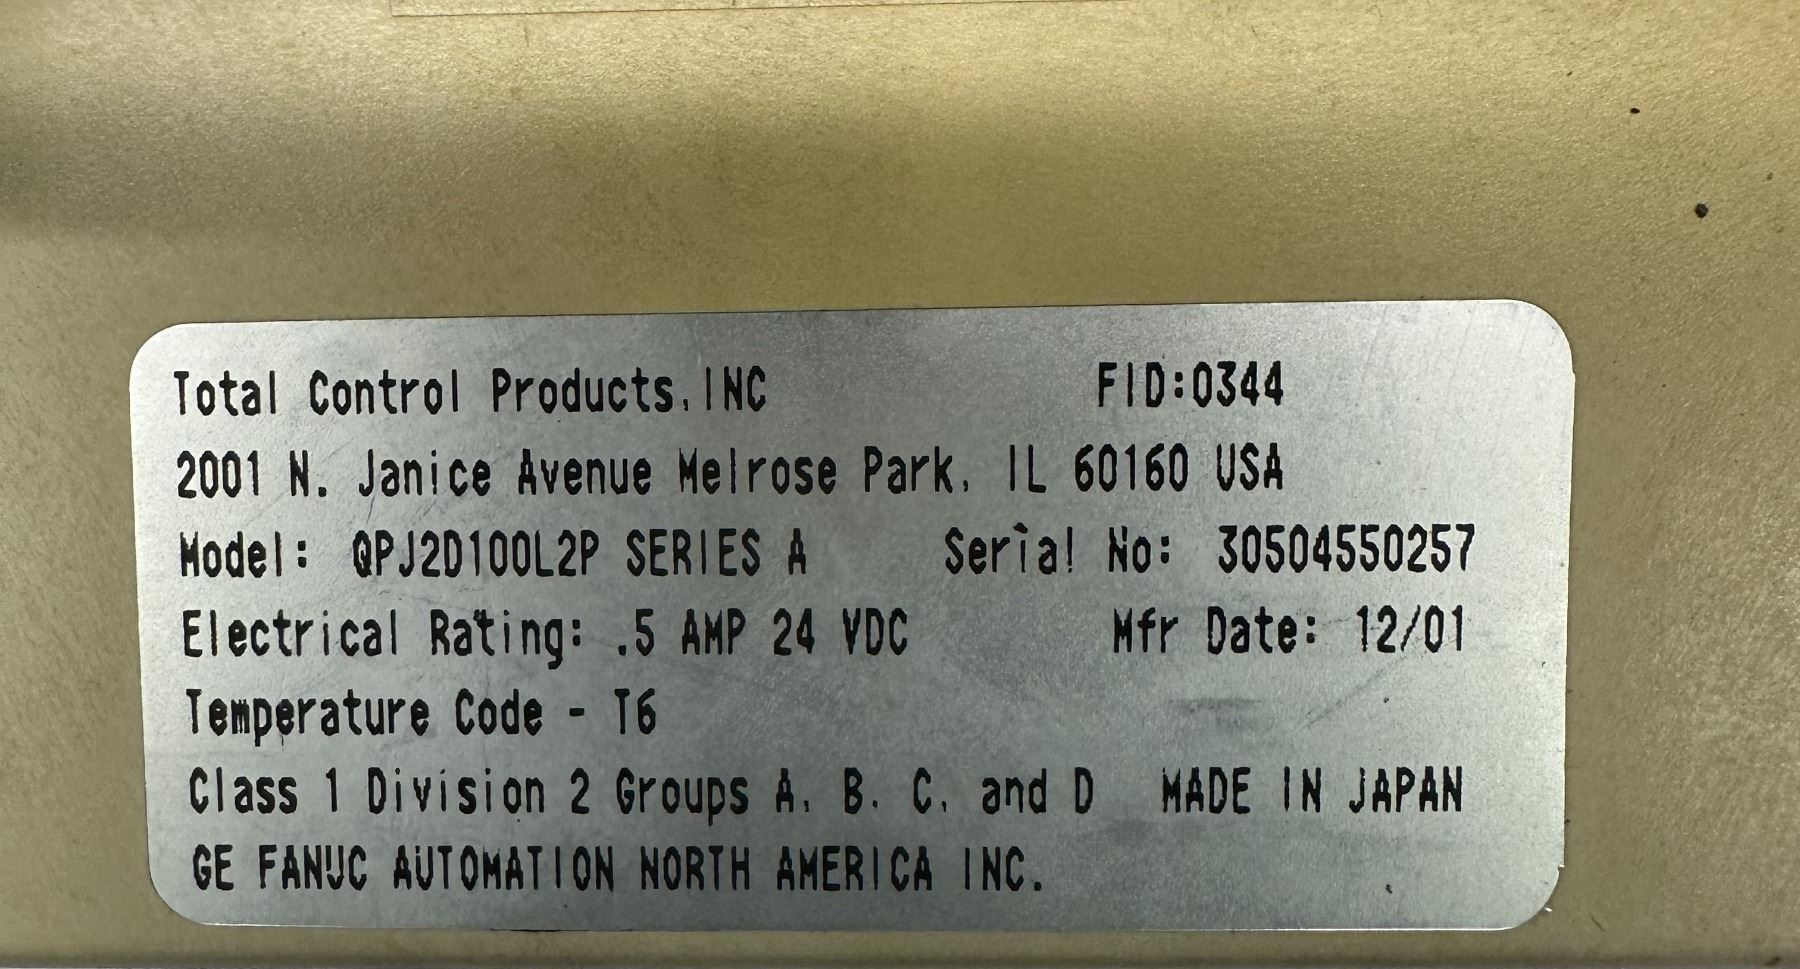 Total Control Products,INC FID:0344
2001 N. Janice Avenue Melrose Park, IL 60160 USA
Model: QPJ2D100L2P SERIES A Serial No: 30504550257
Electrical Rating: .5 AMP 24 VDC Mfr Date: 12/01
Temperature Code - T6
Class 1 Division 2 Groups A, B, C, and D MADE IN JAPAN
GE FANUC AUTOMATION NORTH AMERICA INC.